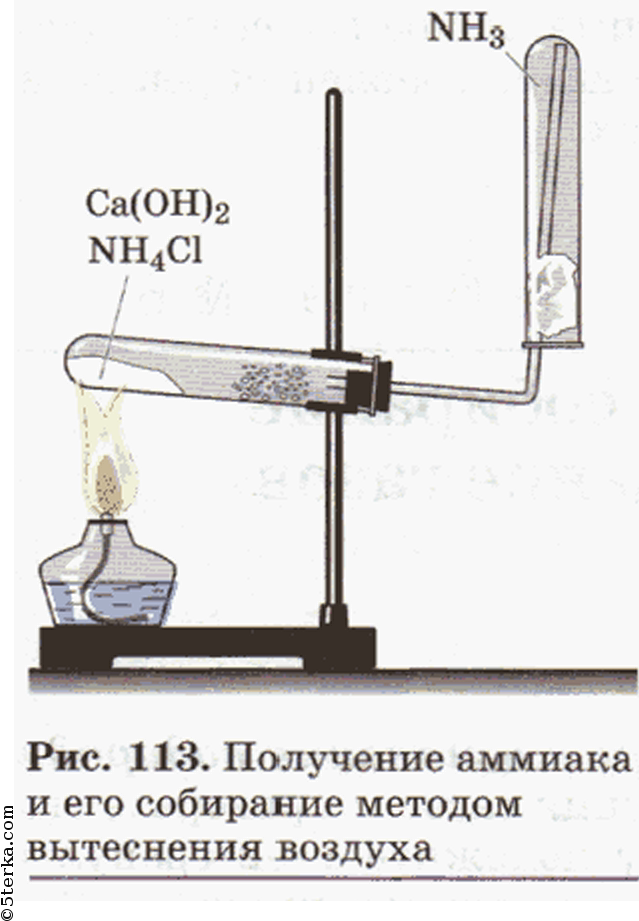 NH₃
Ca(OH)₂
NH₄Cl
Рис. 113. Получение аммиака
и его собирание методом
вытеснения воздуха
©5terka.com